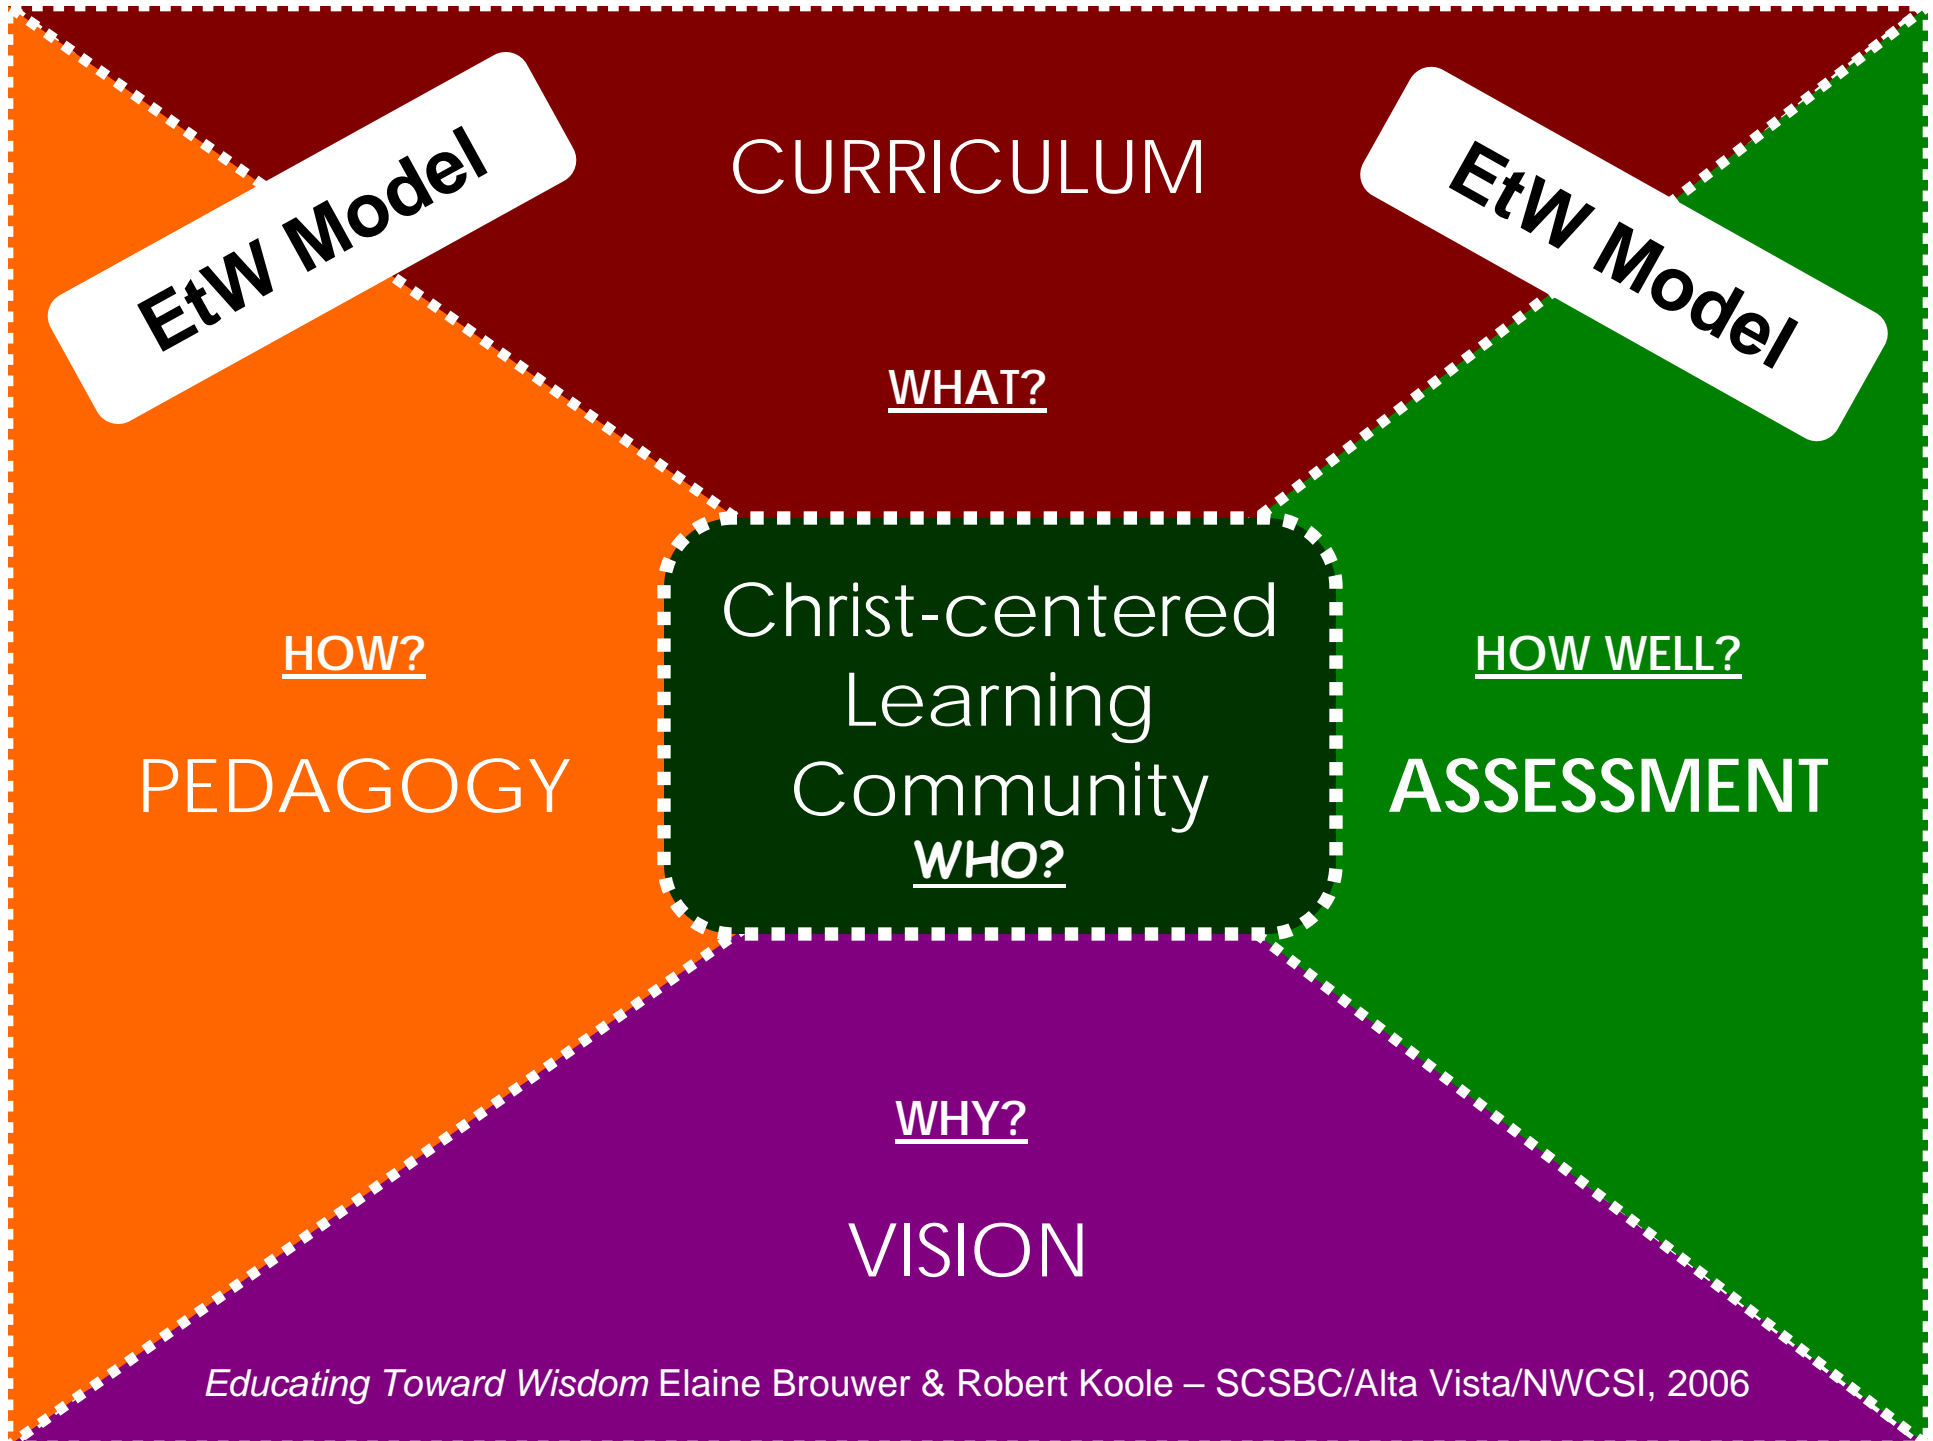 EtW Model
EtW Model
CURRICULUM
WHAT?
HOW?
PEDAGOGY
Christ-centered
Learning
Community
WHO?
HOW WELL?
ASSESSMENT
WHY?
VISION
Educating Toward Wisdom Elaine Brouwer & Robert Koole – SCSBC/Alta Vista/NWCSI, 2006